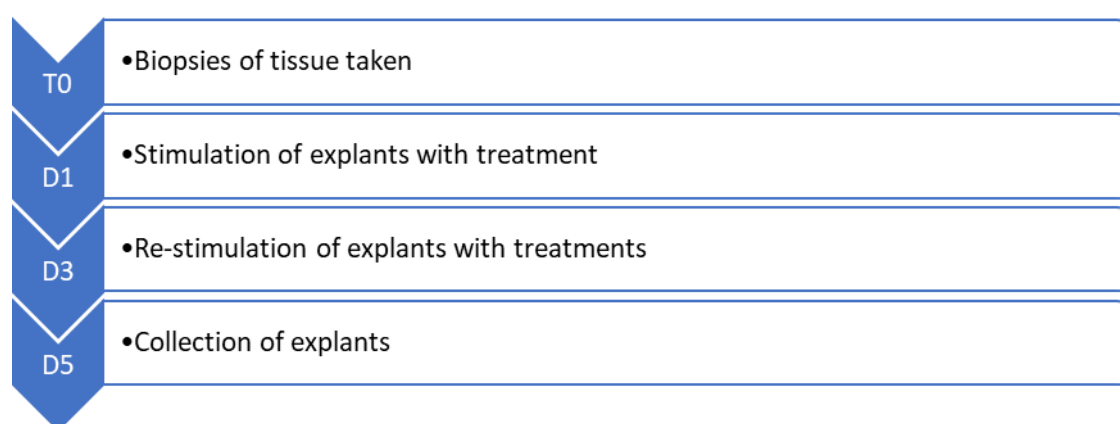 T0
•Biopsies of tissue taken
D1
•Stimulation of explants with treatment
D3
•Re-stimulation of explants with treatments
D5
•Collection of explants